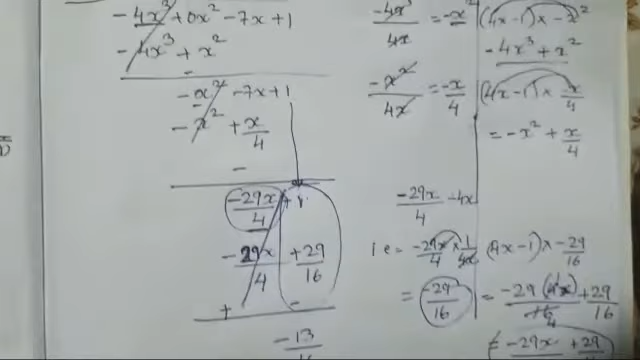 -4x³ + 0x² - 7x + 1
- 4x³ + x²
-
- x² - 7x + 1
- x² + x/4
-
-29x/4 + 1
- 29x/4 + 29/16
+ -
-13/16
-4x³/4x = -x²
-x²/4x = -x/4
-29x/4 ÷ 4x
i.e = -29x/4 × 1/4x
= -29/16
(4x-1) × -x²
-4x³ + x²
(4x-1) × x/4
= -x² + x/4
(4x-1) × -29/16
= -29(4x)/16 + 29/16
= -29x + 29